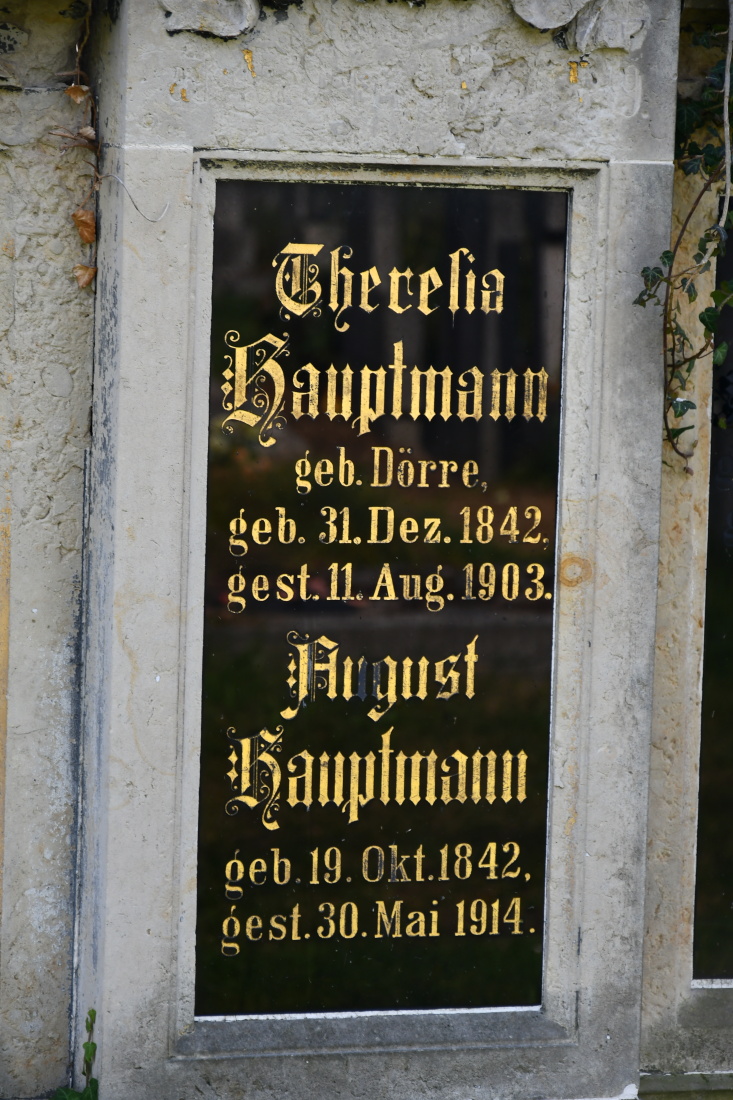 Theresia
Hauptmann
geb. Dörre,
geb. 31. Dez. 1842.
gest. 11. Aug. 1903.
August
Hauptmann
geb. 19. Okt. 1842,
gest. 30. Mai 1914.